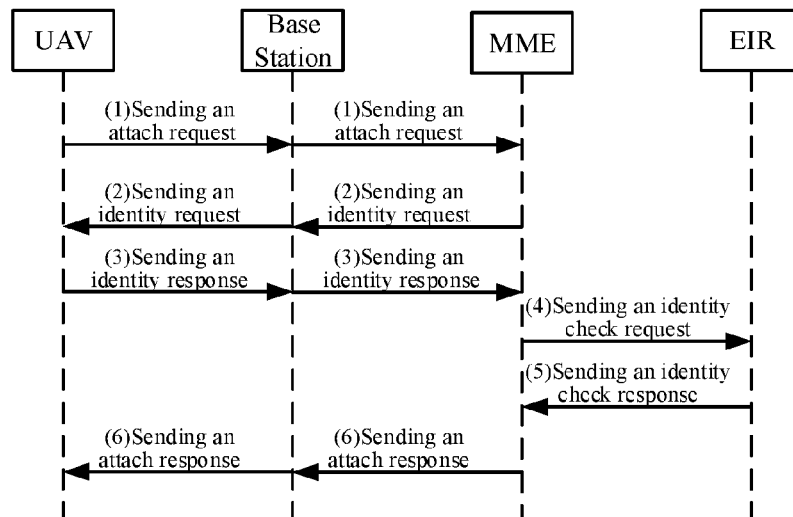 UAV
Base
Station
MME
EIR
(1)Sending an
attach request
(1)Sending an
attach request
(2)Sending an
identity request
(2)Sending an
identity request
(3)Sending an
identity response
(3)Sending an
identity response
(4)Sending an identity
check request
(5)Sending an identity
check response
(6)Sending an
attach response
(6)Sending an
attach response